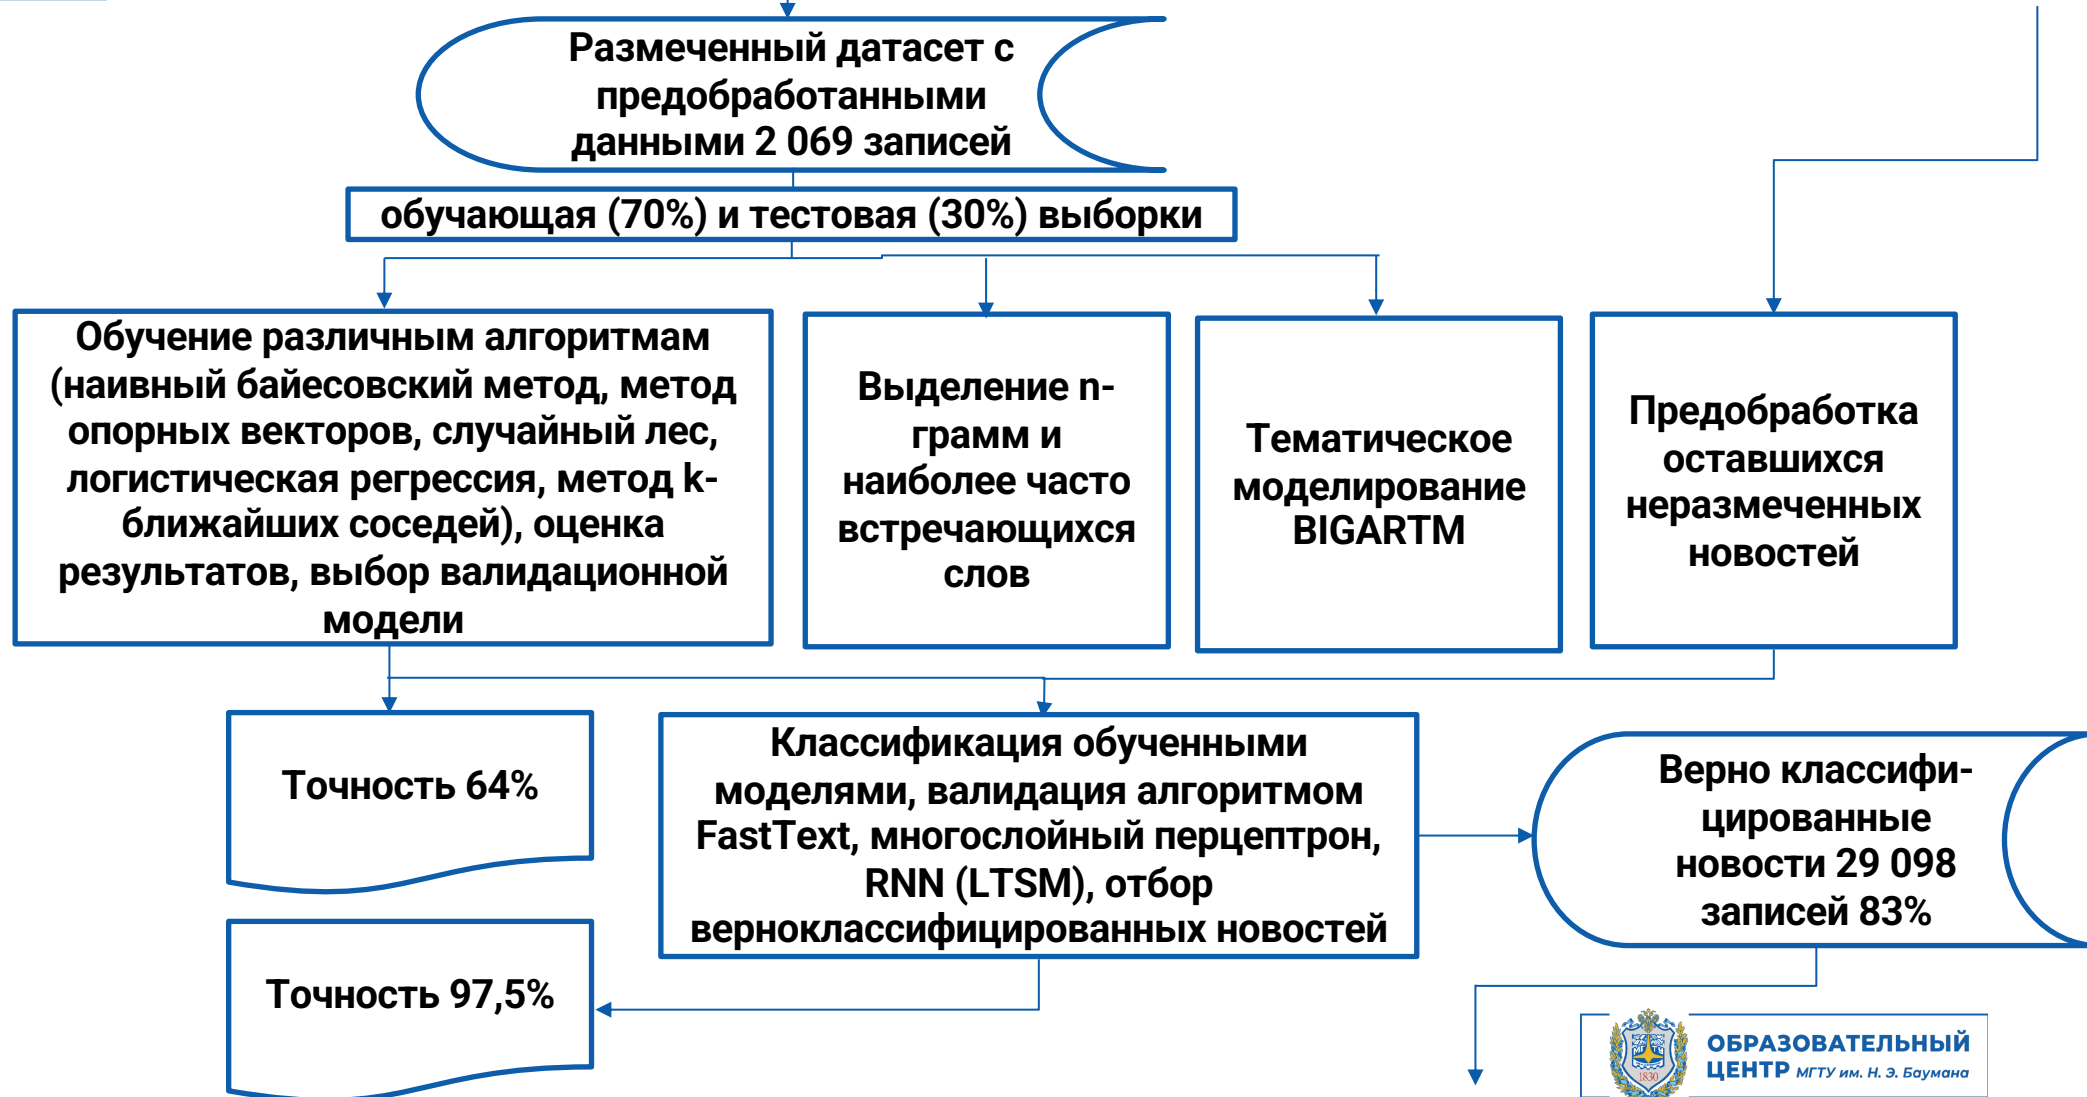 Размеченный датасет с
предобработанными
данными 2 069 записей
обучающая (70%) и тестовая (30%) выборки
Обучение различным алгоритмам
(наивный байесовский метод, метод
опорных векторов, случайный лес,
логистическая регрессия, метод k-
ближайших соседей), оценка
результатов, выбор валидационной
модели
Выделение n-
грамм и
наиболее часто
встречающихся
слов
Тематическое
моделирование
BIGARTM
Предобработка
оставшихся
неразмеченных
новостей
Точность 64%
Классификация обученными
моделями, валидация алгоритмом
FastText, многослойный перцептрон,
RNN (LTSM), отбор
верноклассифицированных новостей
Верно классифи-
цированные
новости 29 098
записей 83%
Точность 97,5%
1830
ОБРАЗОВАТЕЛЬНЫЙ
ЦЕНТР МГТУ им. Н. Э. Баумана